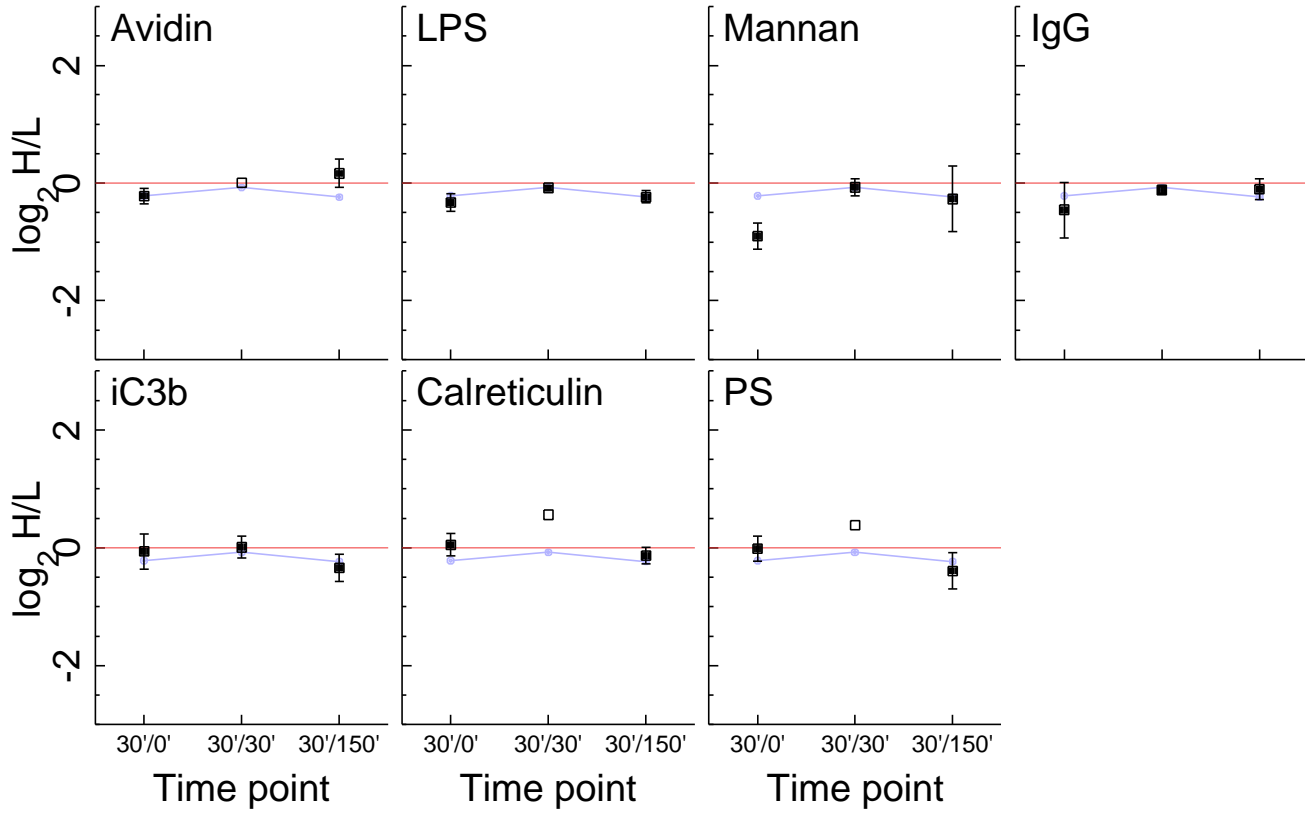 Avidin LPS Mannan IgG
2
0
-2
log2 H/L
iC3b Calreticulin PS
2
0
-2
log2 H/L
30'/0' 30'/30' 30'/150' 30'/0' 30'/30' 30'/150' 30'/0' 30'/30' 30'/150'
Time point Time point Time point